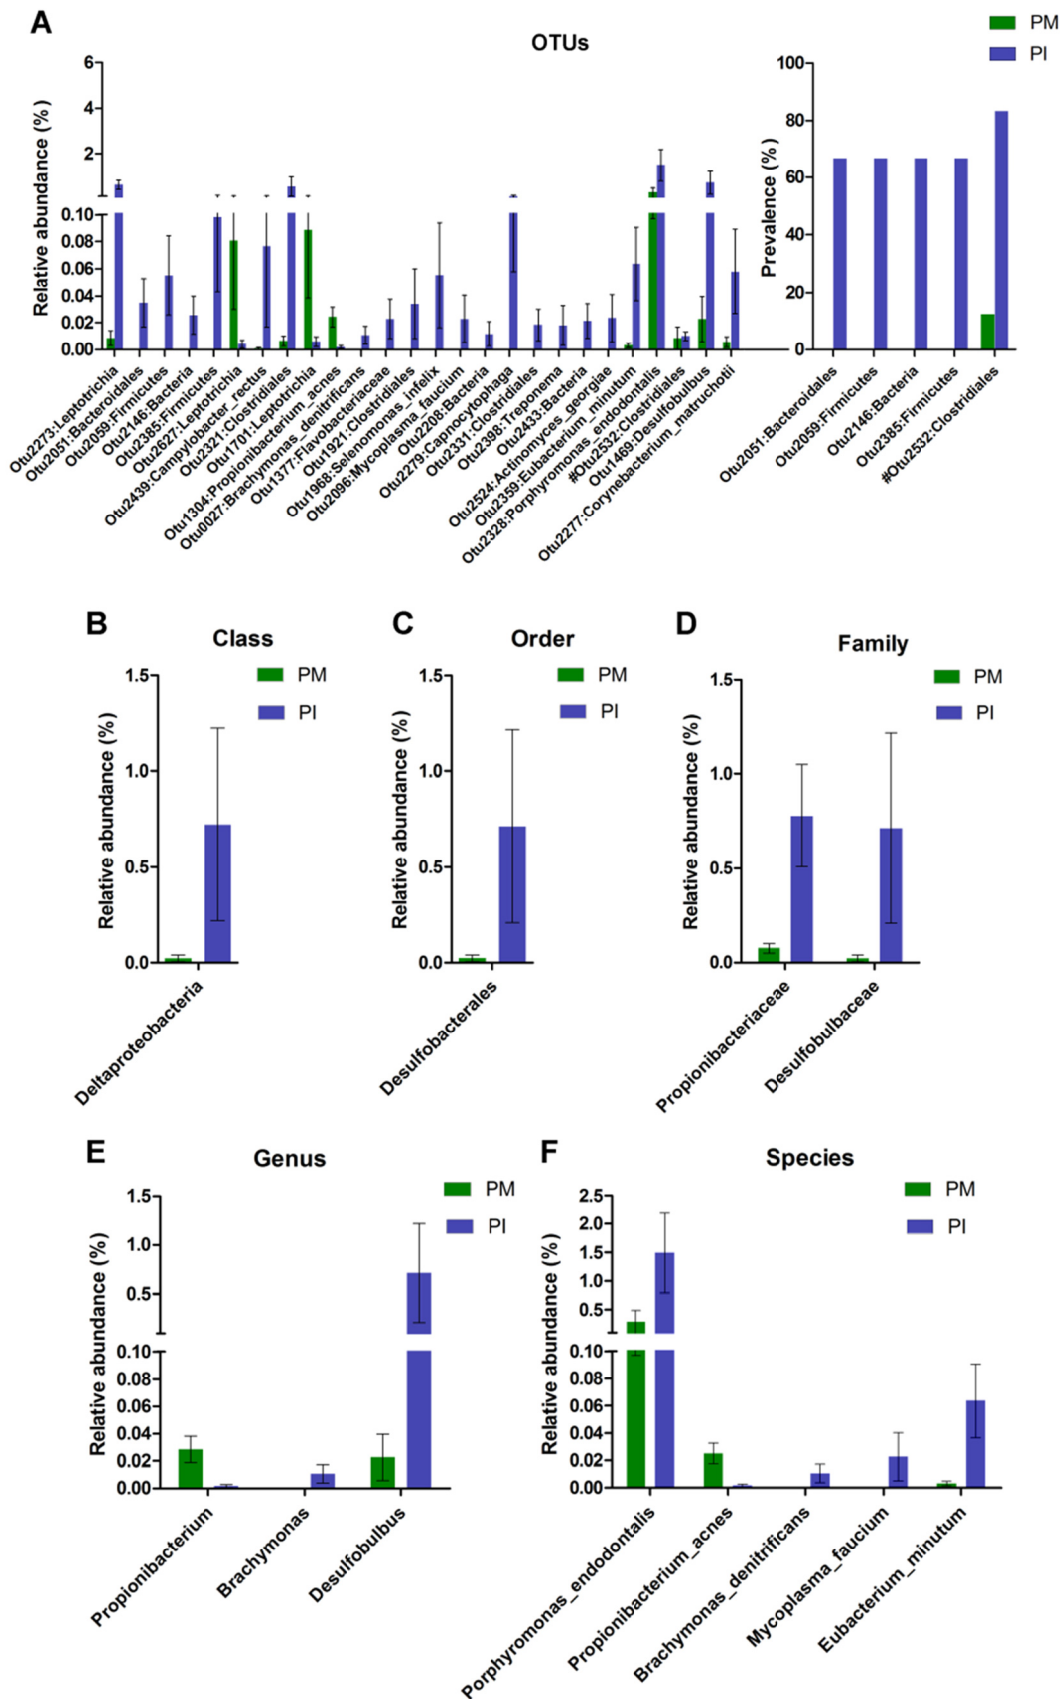 A
OTUs
PM
PI
Relative abundance (%)
6
4
2
0.10
0.08
0.06
0.04
0.02
0.00
Otu2273:Leptotrichia
Otu2051:Bacteroidales
Otu2059:Firmicutes
Otu2146:Bacteria
Otu2385:Firmicutes
Otu0627:Leptotrichia
Otu2439:Campylobacter_rectus
Otu2321:Clostridiales
Otu1701:Leptotrichia
Otu1304:Propionibacterium_acnes
Otu0027:Brachymonas_denitrificans
Otu1377:Flavobacteriaceae
Otu1921:Clostridiales
Otu1968:Selenomonas_infelix
Otu2096:Mycoplasma_faucium
Otu2208:Bacteria
Otu2279:Capnocytophaga
Otu2331:Clostridiales
Otu2398:Treponema
Otu2433:Bacteria
Otu2524:Actinomyces_georgiae
Otu2359:Eubacterium_minutum
Otu2328:Porphyromonas_endodontalis
#Otu2532:Clostridiales
Otu1469:Desulfobulbus
Otu2277:Corynebacterium_matruchotii
Prevalence (%)
100
80
60
40
20
0
Otu2051:Bacteroidales
Otu2059:Firmicutes
Otu2146:Bacteria
Otu2385:Firmicutes
#Otu2532:Clostridiales
B
Class
PM
PI
Relative abundance (%)
1.5
1.0
0.5
0.0
Deltaproteobacteria
C
Order
PM
PI
Relative abundance (%)
1.5
1.0
0.5
0.0
Desulfobacterales
D
Family
PM
PI
Relative abundance (%)
1.5
1.0
0.5
0.0
Propionibacteriaceae
Desulfobulbaceae
E
Genus
PM
PI
Relative abundance (%)
1.5
1.0
0.5
0.10
0.08
0.06
0.04
0.02
0.00
Propionibacterium
Brachymonas
Desulfobulbus
F
Species
PM
PI
Relative abundance (%)
2.5
2.0
1.5
1.0
0.5
0.10
0.08
0.06
0.04
0.02
0.00
Porphyromonas_endodontalis
Propionibacterium_acnes
Brachymonas_denitrificans
Mycoplasma_faucium
Eubacterium_minutum